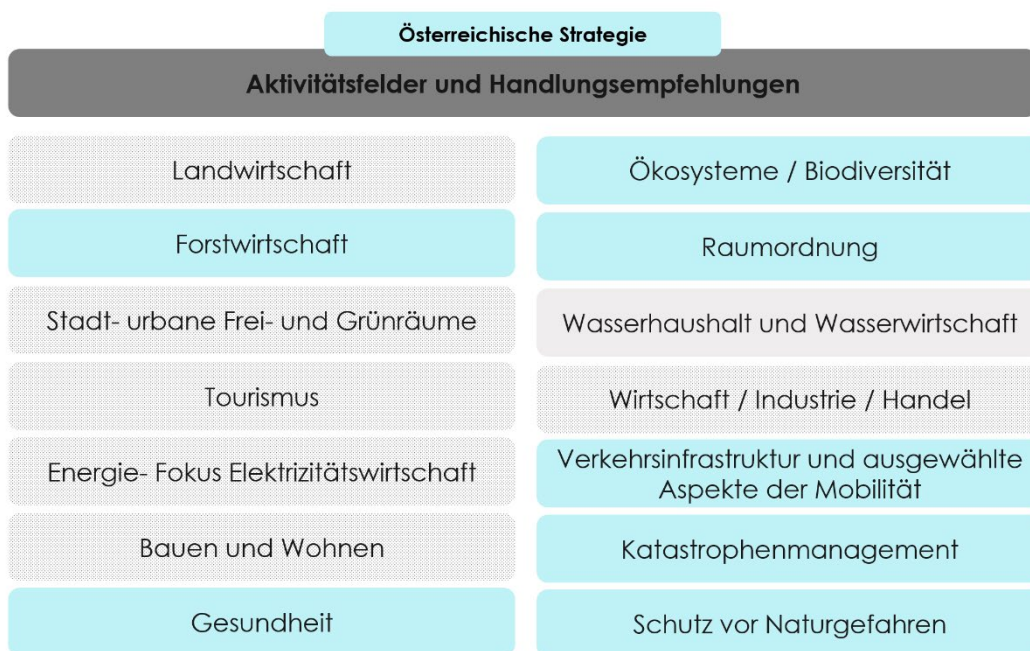 Österreichische Strategie
Aktivitätsfelder und Handlungsempfehlungen
Landwirtschaft
Ökosysteme / Biodiversität
Forstwirtschaft
Raumordnung
Stadt- urbane Frei- und Grünräume
Wasserhaushalt und Wasserwirtschaft
Tourismus
Wirtschaft / Industrie / Handel
Energie- Fokus Elektrizitätswirtschaft
Verkehrsinfrastruktur und ausgewählte
Aspekte der Mobilität
Bauen und Wohnen
Katastrophenmanagement
Gesundheit
Schutz vor Naturgefahren